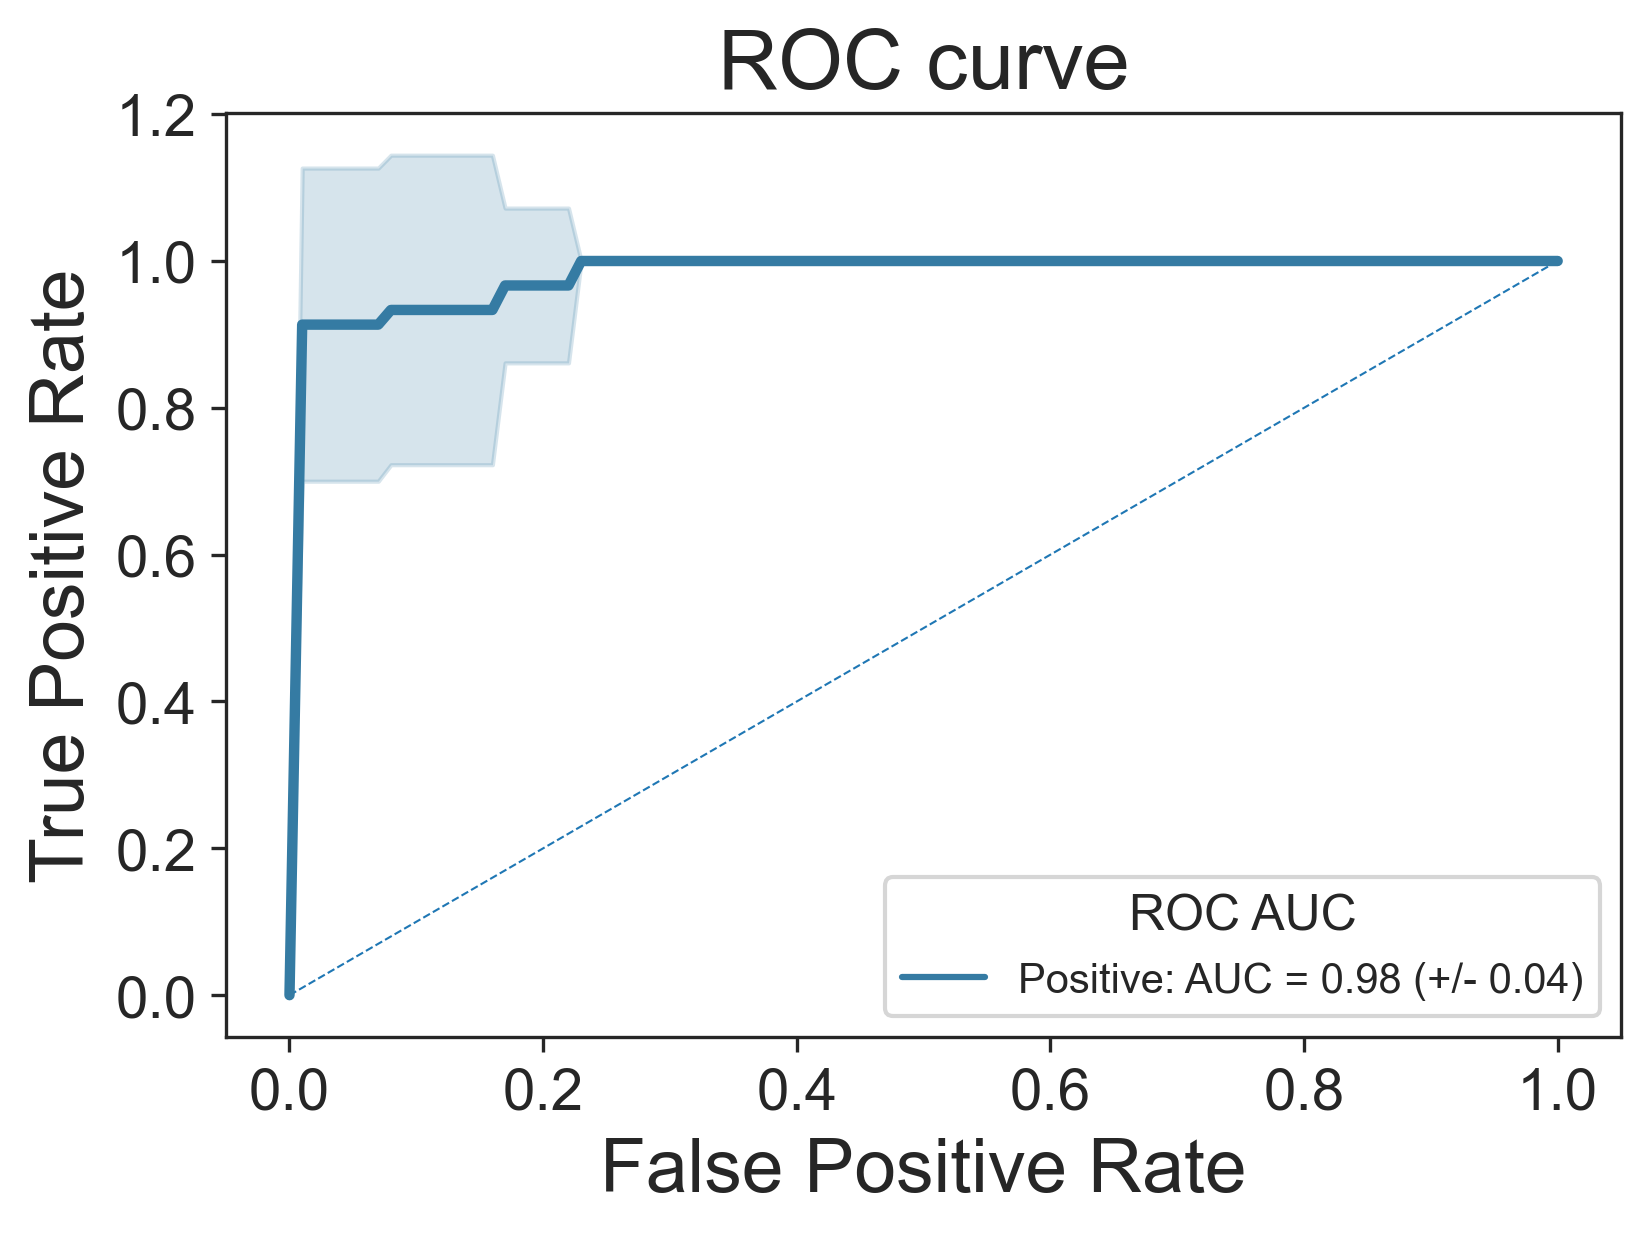 ROC curve
True Positive Rate
1.2
1.0
0.8
0.6
0.4
0.2
0.0
ROC AUC
Positive: AUC = 0.98 (+/- 0.04)
0.0 0.2 0.4 0.6 0.8 1.0
False Positive Rate